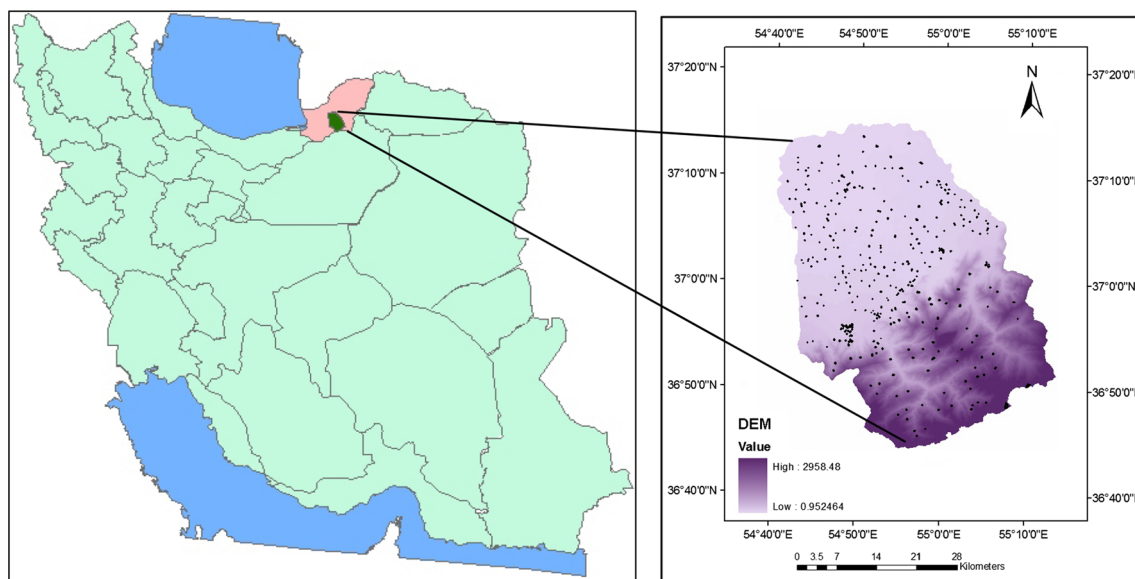 54°40'0"E 54°50'0"E 55°0'0"E 55°10'0"E
37°20'0"N 37°20'0"N
N
37°10'0"N 37°10'0"N
37°0'0"N 37°0'0"N
36°50'0"N 36°50'0"N
DEM
Value
High : 2958.48
Low : 0.952464
36°40'0"N 36°40'0"N
54°40'0"E 54°50'0"E 55°0'0"E 55°10'0"E
0 3.5 7 14 21 28
Kilometers